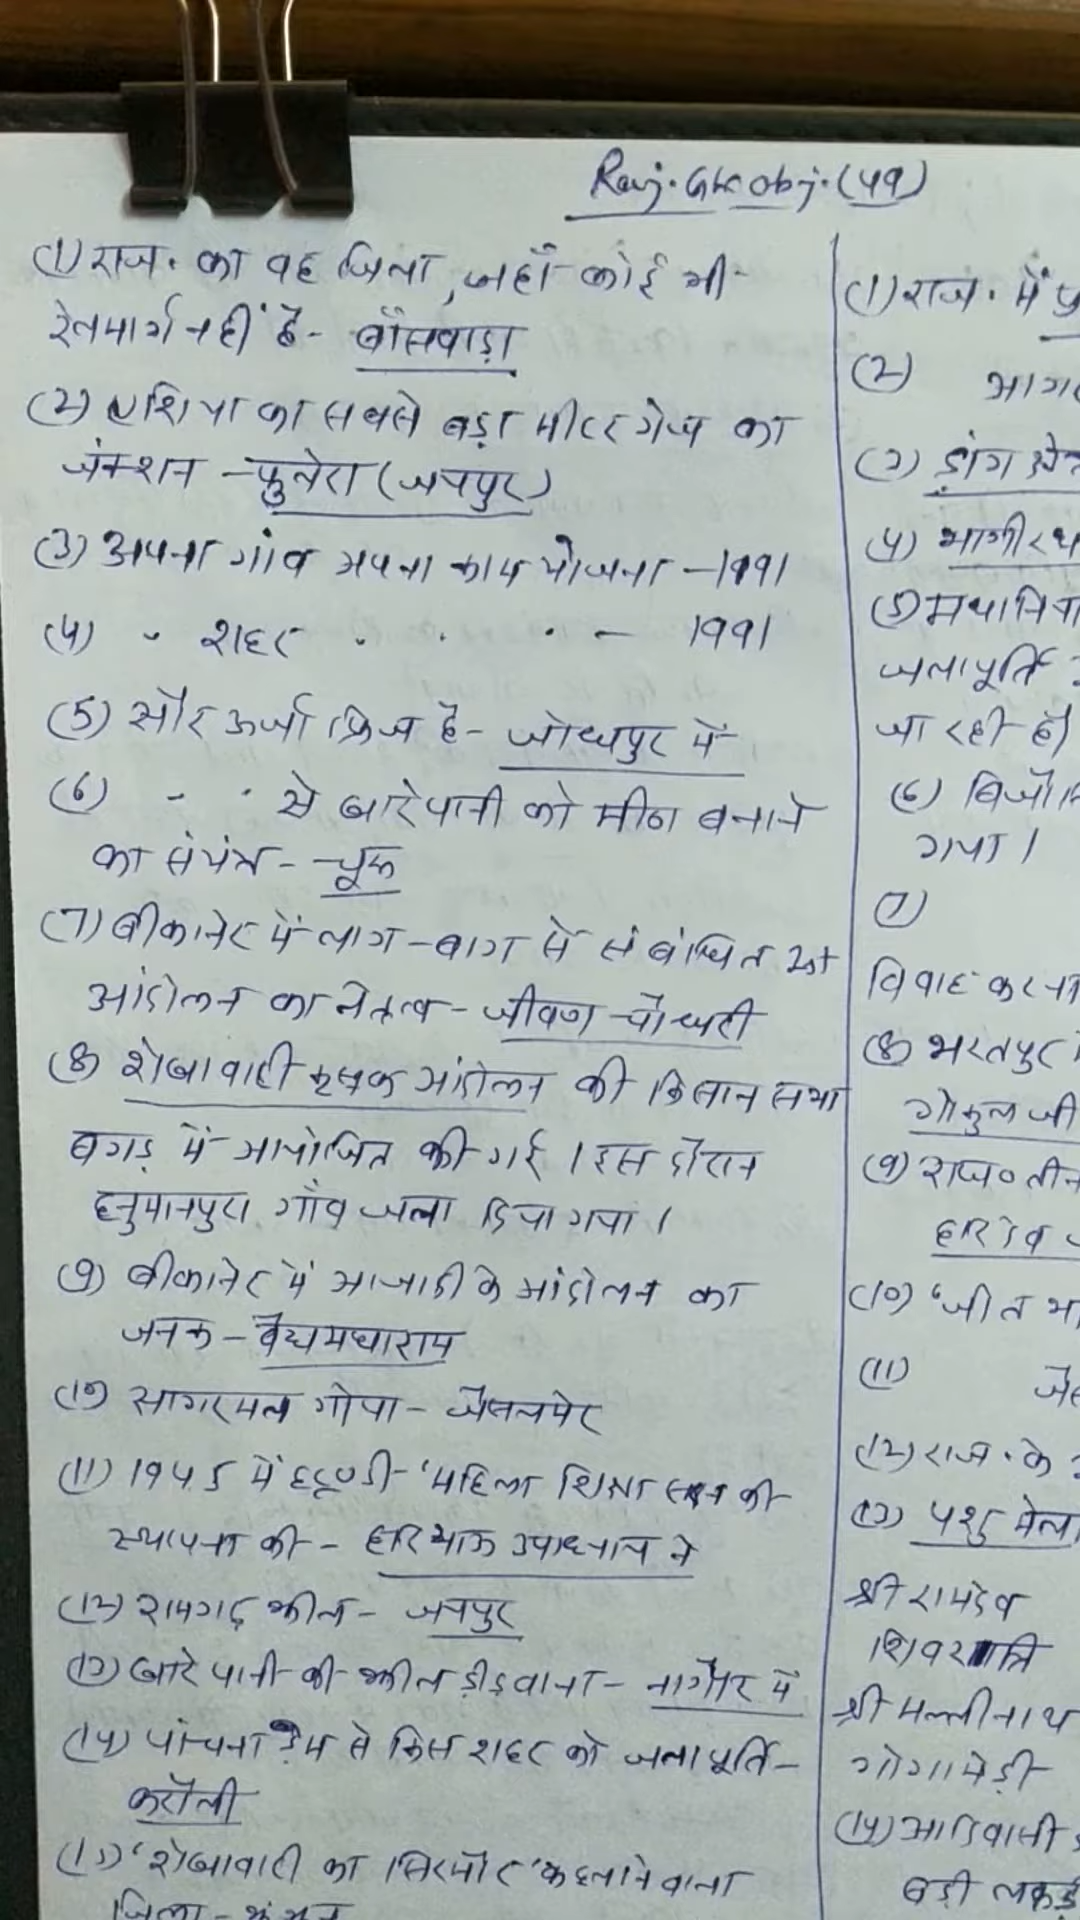 Raj. Gk obj. (49)
(1) राज. का वह जिला, जहाँ कोई भी
रेलमार्ग नहीं है- बाँसवाड़ा
(2) एशिया का सबसे बड़ा मीटर गेज का
जंक्शन - फुलेरा (जयपुर)
(3) अपना गांव अपना काम योजना - 1991
(4) " शहर " " " - 1991
(5) सौर ऊर्जा फ्रिज है- जोधपुर में
(6) " " से खारे पानी को मीठा बनाने
का संयंत्र - चूरू
(7) बीकानेर में लाग-बाग से संबंधित
आंदोलन का नेतृत्व - जीवण चौधरी
(8) शेखावाटी कृषक आंदोलन की किसान सभा
बगड़ में आयोजित की गई । इस दौरान
हनुमानपुरा गाँव जला दिया गया ।
(9) बीकानेर में आजादी के आंदोलन का
जनक - वैद्य मघाराम
(10) सागरमल गोपा - जैसलमेर
(11) 1945 में हटूण्डी- 'महिला शिक्षा सदन की
स्थापना की - हरिभाऊ उपाध्याय ने
(12) रामगढ़ झील - जयपुर
(13) खारे पानी की झील डीडवाना - नागौर में
(14) पांचना डैम से किस शहर को जलापूर्ति -
करौली
(15) 'शेखावाटी का सिरमौर' कहलाने वाला
जिला - झुंझुनू
(1) राज. में
(2) भाग
(3) डांग क्षे
(4) भागीरथ
(5) मथानिया
जलापूर्ति
जा रही है।
(6) बिजौलि
गया ।
(7)
विवाह करना
(8) भरतपुर
गोकुल जी
(9) राज० तीन
हरिदेव
(10) 'जीत
(11) जै
(12) राज. के
(13) पशु मेला
श्री रामदेव
शिवरात्रि
श्री मल्लीनाथ
गोगामेड़ी
(14) आदिवासी
बड़ी लकड़